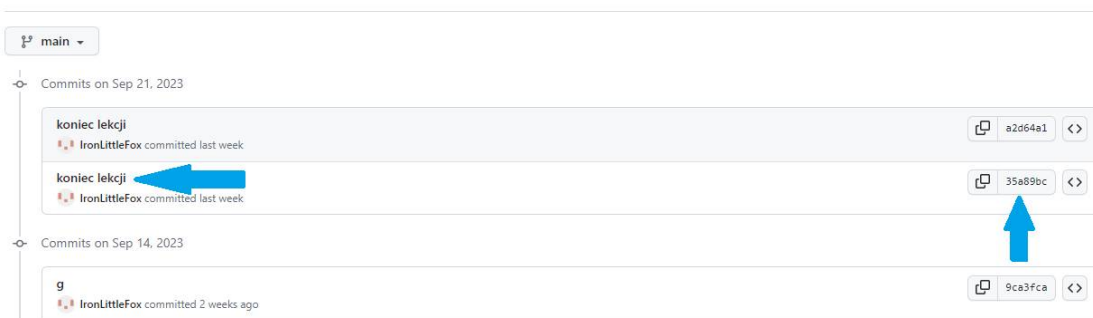 main
Commits on Sep 21, 2023
koniec lekcji
a2d64a1
IronLittleFox committed last week
koniec lekcji
35a89bc
IronLittleFox committed last week
Commits on Sep 14, 2023
g
9ca3fca
IronLittleFox committed 2 weeks ago